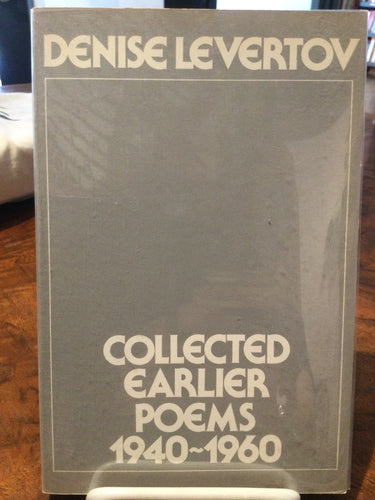 DENISE LEVERTOV
COLLECTED
EARLIER
POEMS
1940~1960